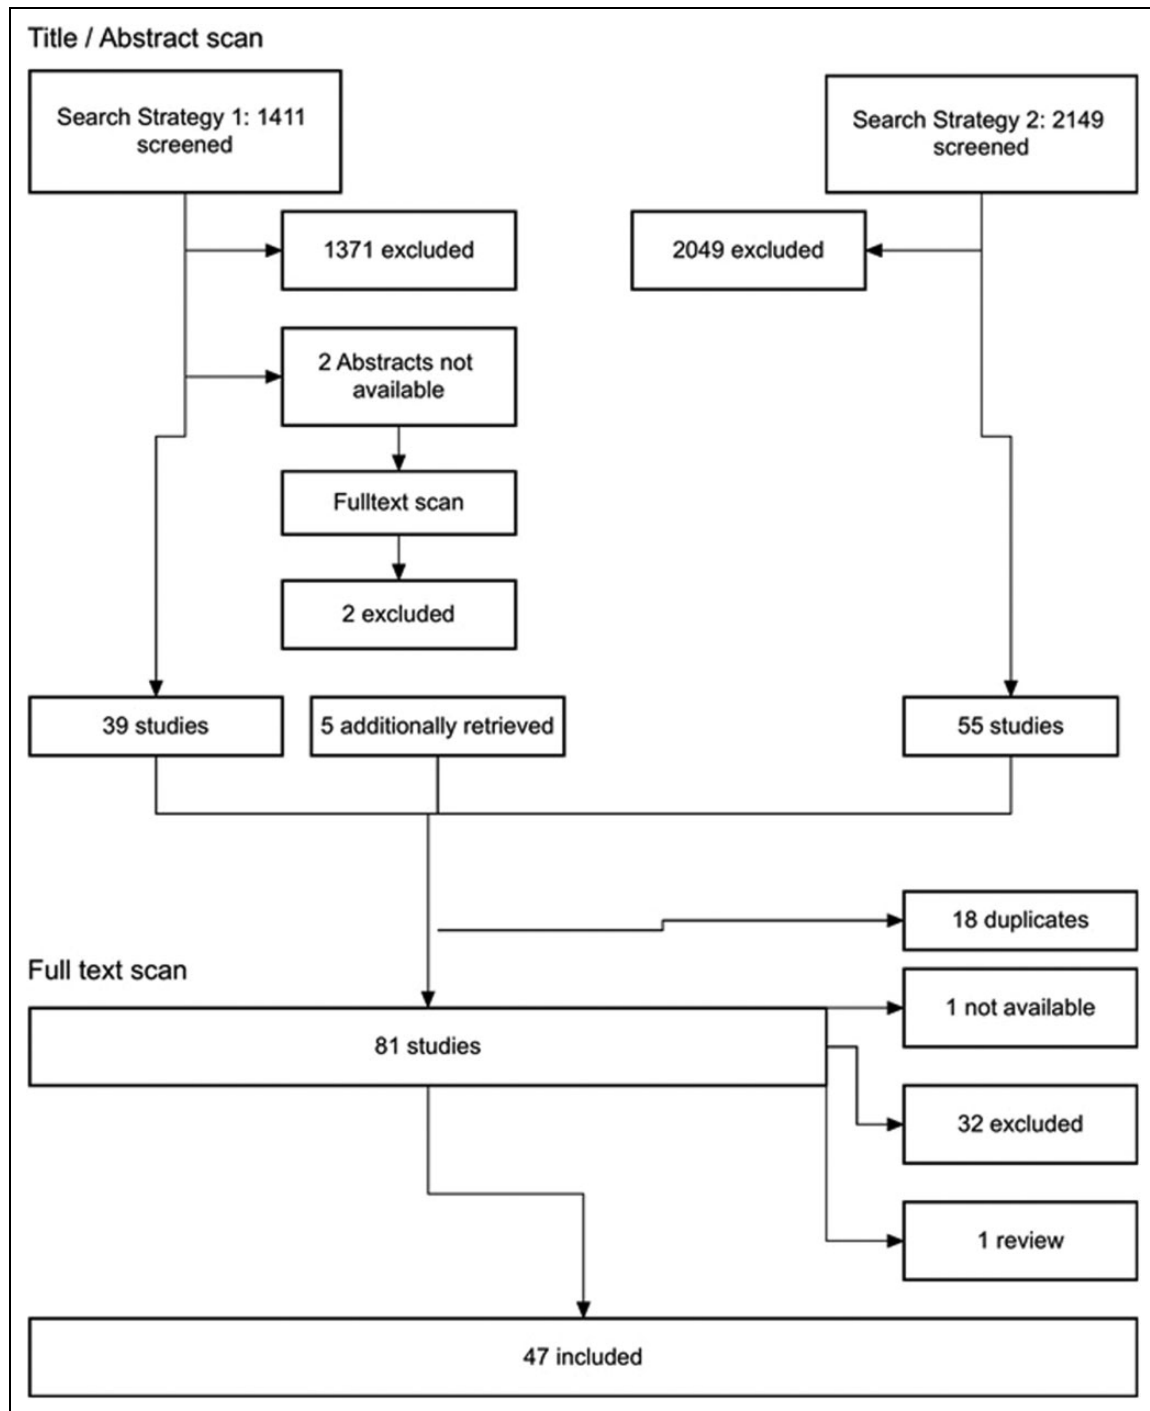 Title / Abstract scan
Search Strategy 1: 1411
screened
Search Strategy 2: 2149
screened
1371 excluded
2049 excluded
2 Abstracts not
available
Fulltext scan
2 excluded
39 studies
5 additionally retrieved
55 studies
18 duplicates
Full text scan
1 not available
81 studies
32 excluded
1 review
47 included